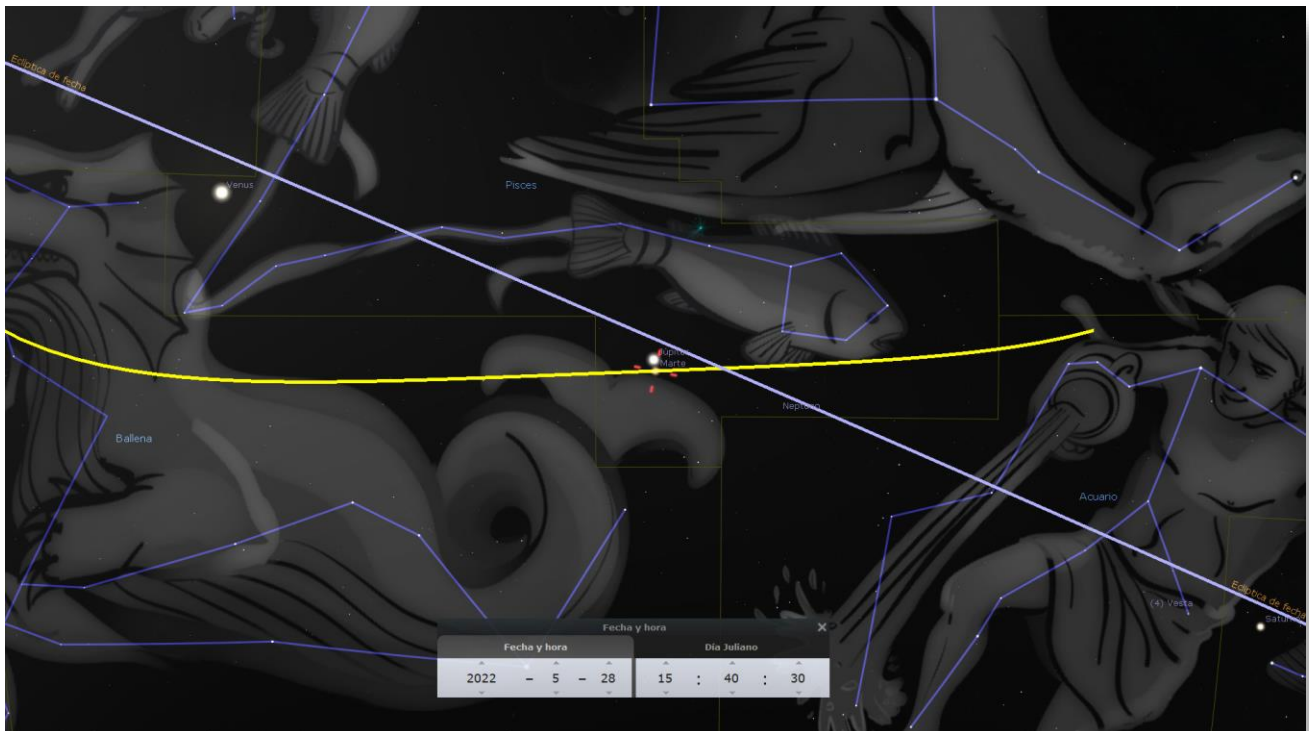 Eclíptica de fecha
Venus
Pisces
Júpiter
Marte
Neptuno
Ballena
Acuario
(4) Vesta
Eclíptica de fecha
Saturno
Fecha y hora
Fecha y hora
Día Juliano
2022 - 5 - 28 15 : 40 : 30